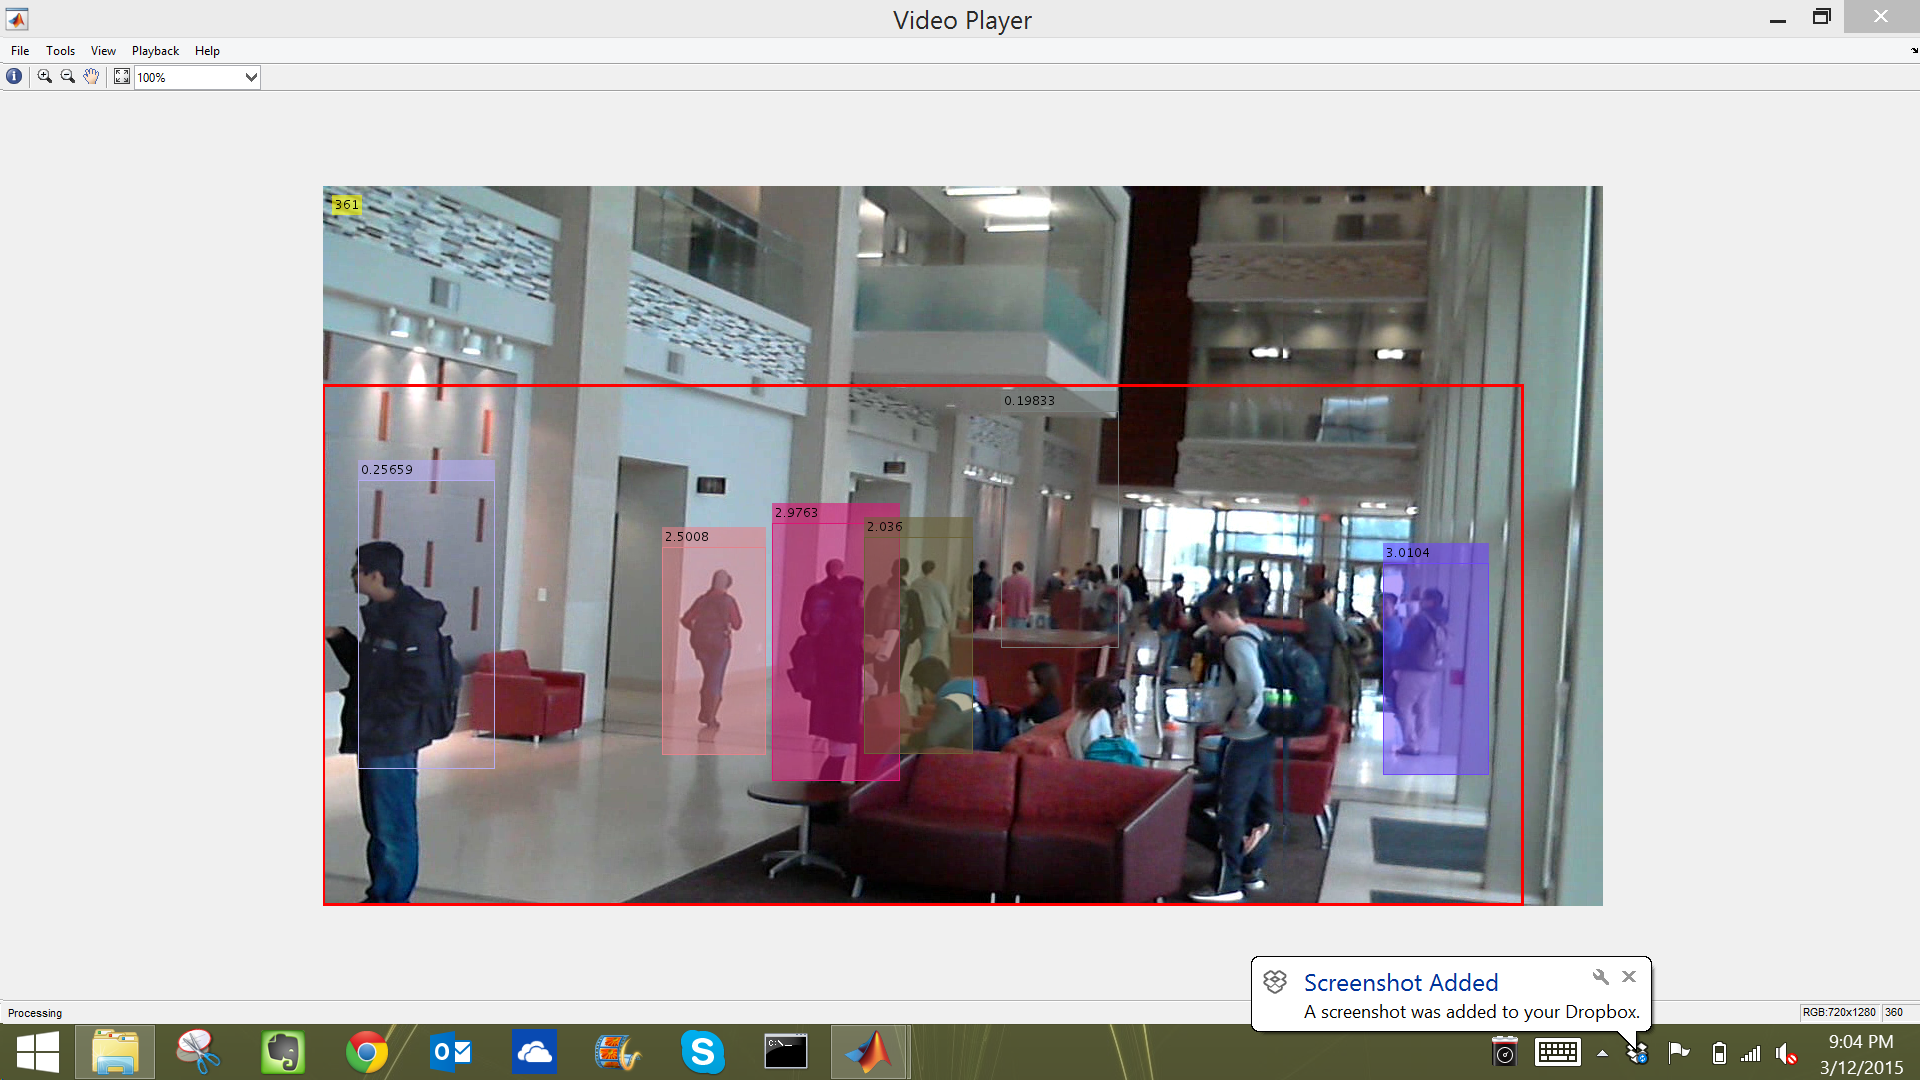 Video Player
File Tools View Playback Help
100%
361
0.19833
0.25659
2.9763
2.036
2.5008
3.0104
Screenshot Added
A screenshot was added to your Dropbox.
Processing
RGB:720x1280 360
C:\_
9:04 PM
3/12/2015